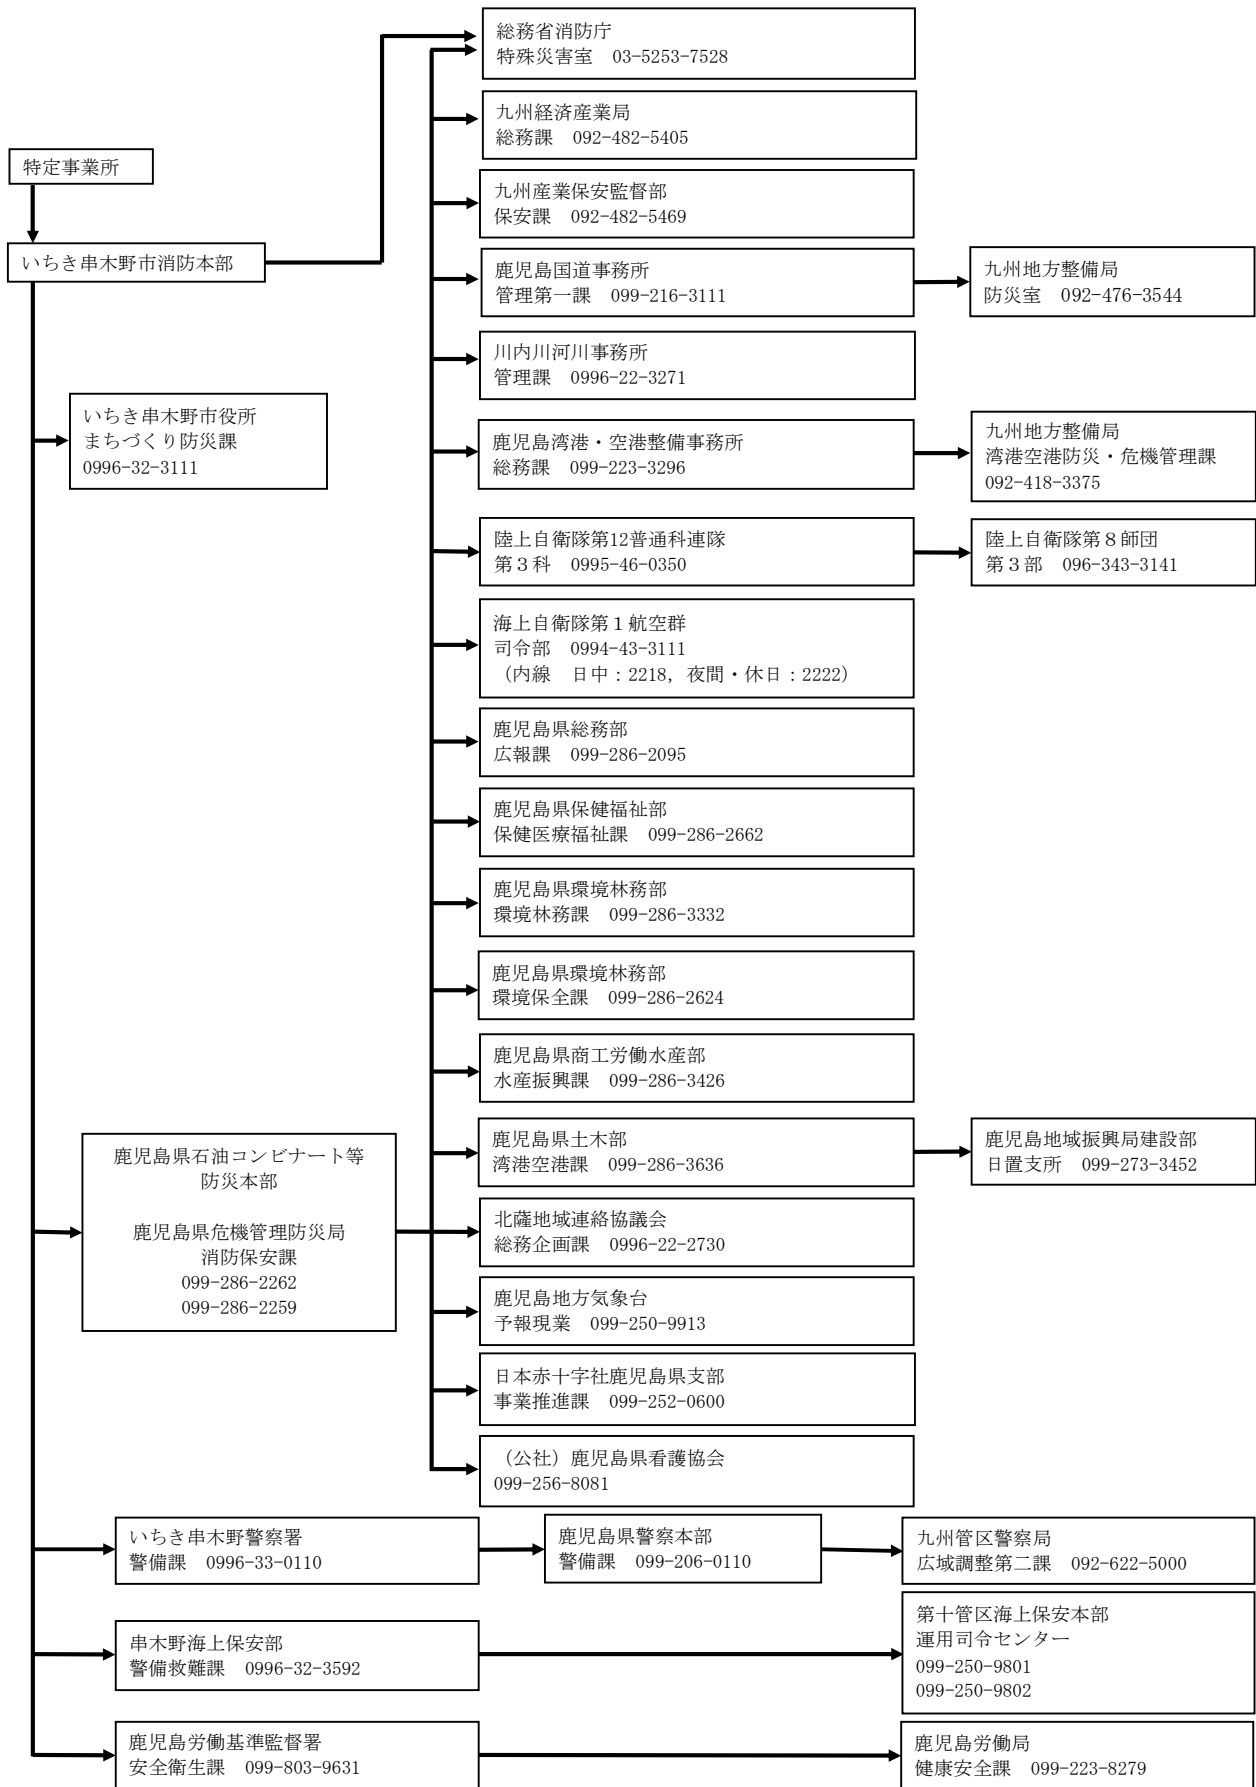 総務省消防庁
特殊災害室　03-5253-7528
九州経済産業局
総務課　092-482-5405
特定事業所
九州産業保安監督部
保安課　092-482-5469
いちき串木野市消防本部
鹿児島国道事務所
管理第一課　099-216-3111
九州地方整備局
防災室　092-476-3544
川内川河川事務所
管理課　0996-22-3271
いちき串木野市役所
まちづくり防災課
0996-32-3111
鹿児島湾港・空港整備事務所
総務課　099-223-3296
九州地方整備局
湾港空港防災・危機管理課
092-418-3375
陸上自衛隊第12普通科連隊
第３科　0995-46-0350
陸上自衛隊第８師団
第３部　096-343-3141
海上自衛隊第１航空群
司令部　0994-43-3111
（内線　日中：2218，夜間・休日：2222）
鹿児島県総務部
広報課　099-286-2095
鹿児島県保健福祉部
保健医療福祉課　099-286-2662
鹿児島県環境林務部
環境林務課　099-286-3332
鹿児島県環境林務部
環境保全課　099-286-2624
鹿児島県商工労働水産部
水産振興課　099-286-3426
鹿児島県石油コンビナート等
防災本部
鹿児島県危機管理防災局
消防保安課
099-286-2262
099-286-2259
鹿児島県土木部
湾港空港課　099-286-3636
鹿児島地域振興局建設部
日置支所　099-273-3452
北薩地域連絡協議会
総務企画課　0996-22-2730
鹿児島地方気象台
予報現業　099-250-9913
日本赤十字社鹿児島県支部
事業推進課　099-252-0600
（公社）鹿児島県看護協会
099-256-8081
いちき串木野警察署
警備課　0996-33-0110
鹿児島県警察本部
警備課　099-206-0110
九州管区警察局
広域調整第二課　092-622-5000
串木野海上保安部
警備救難課　0996-32-3592
第十管区海上保安本部
運用司令センター
099-250-9801
099-250-9802
鹿児島労働基準監督署
安全衛生課　099-803-9631
鹿児島労働局
健康安全課　099-223-8279